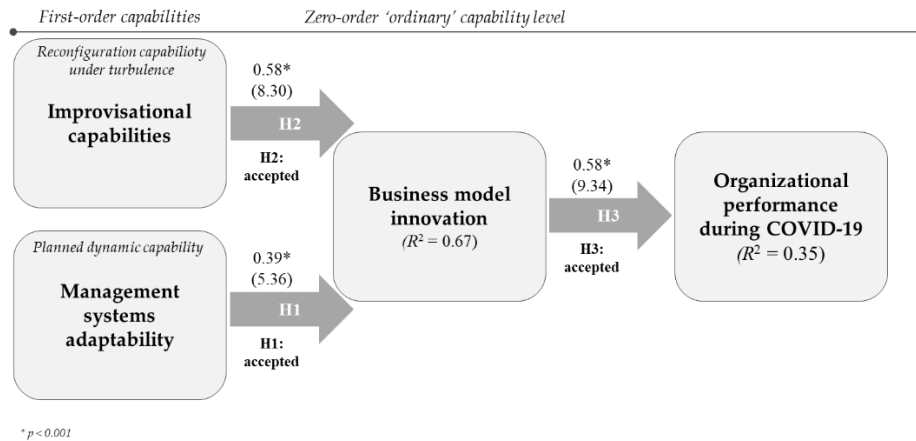 First-order capabilities
Zero-order ‘ordinary’ capability level
Reconfiguration capabilioty
under turbulence
Improvisational
capabilities
0.58*
(8.30)
H2
H2:
accepted
Planned dynamic capability
Management
systems
adaptability
0.39*
(5.36)
H1
H1:
accepted
Business model
innovation
(R² = 0.67)
0.58*
(9.34)
H3
H3:
accepted
Organizational
performance
during COVID-19
(R² = 0.35)
* p < 0.001